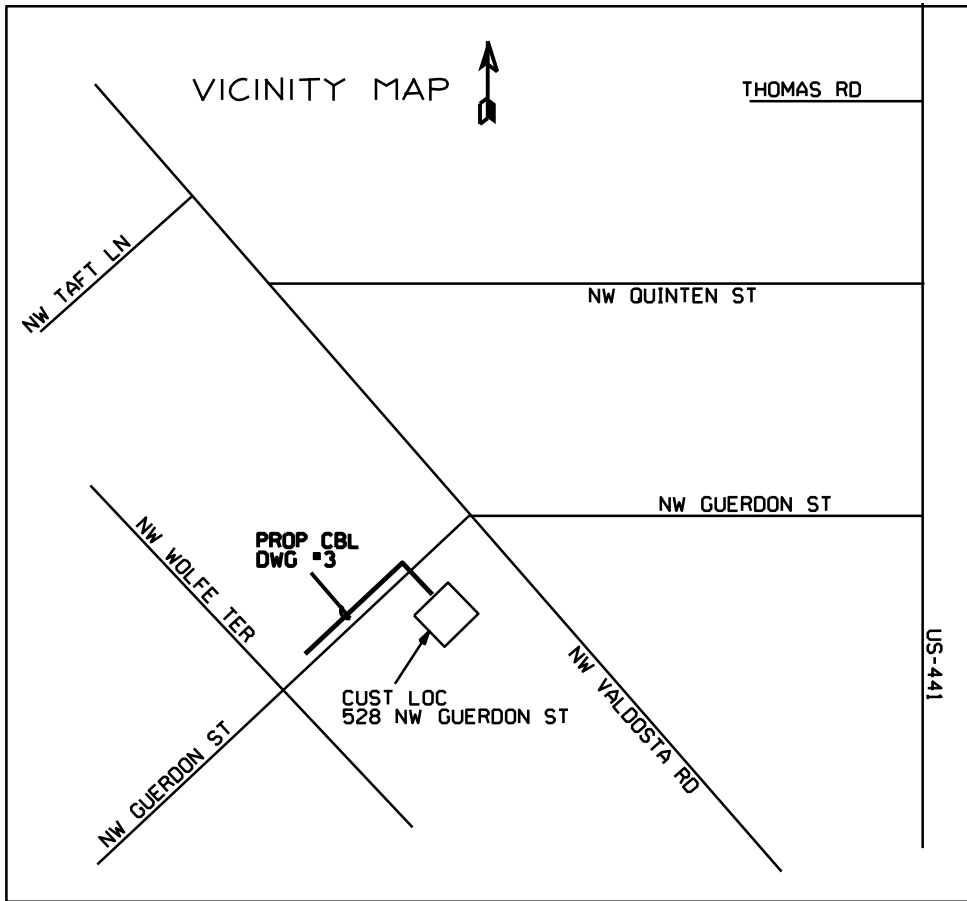 VICINITY MAP
THOMAS RD
NW TAFT LN
NW QUINTEN ST
NW GUERDON ST
NW WOLFE TER
PROP CBL
DWG #3
US-441
CUST LOC
528 NW GUERDON ST
NW VALDOSTA RD
NW GUERDON ST